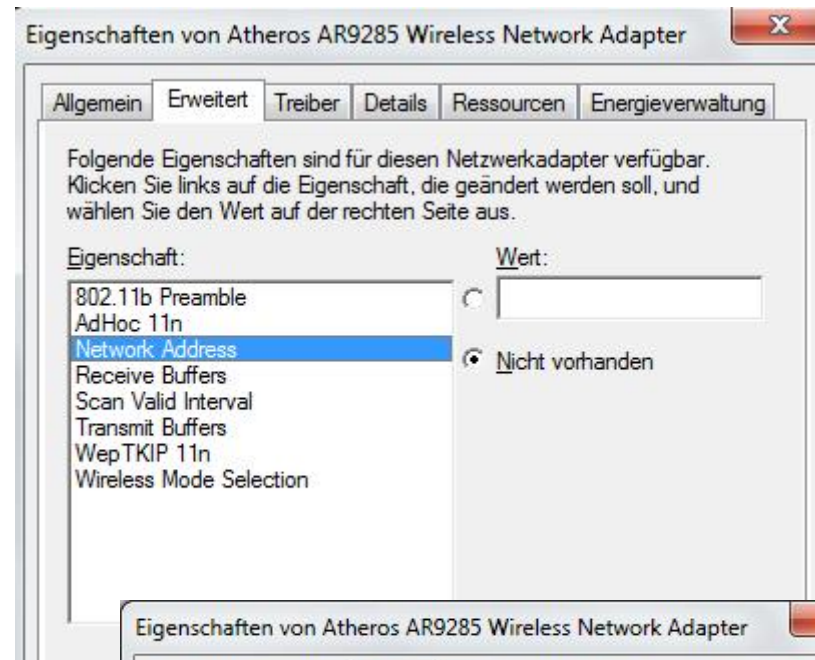 Eigenschaften von Atheros AR9285 Wireless Network Adapter
Allgemein Erweitert Treiber Details Ressourcen Energieverwaltung
Folgende Eigenschaften sind für diesen Netzwerkadapter verfügbar.
Klicken Sie links auf die Eigenschaft, die geändert werden soll, und
wählen Sie den Wert auf der rechten Seite aus.
Eigenschaft:
802.11b Preamble
AdHoc 11n
Network Address
Receive Buffers
Scan Valid Interval
Transmit Buffers
WepTKIP 11n
Wireless Mode Selection
Wert:
Nicht vorhanden
Eigenschaften von Atheros AR9285 Wireless Network Adapter